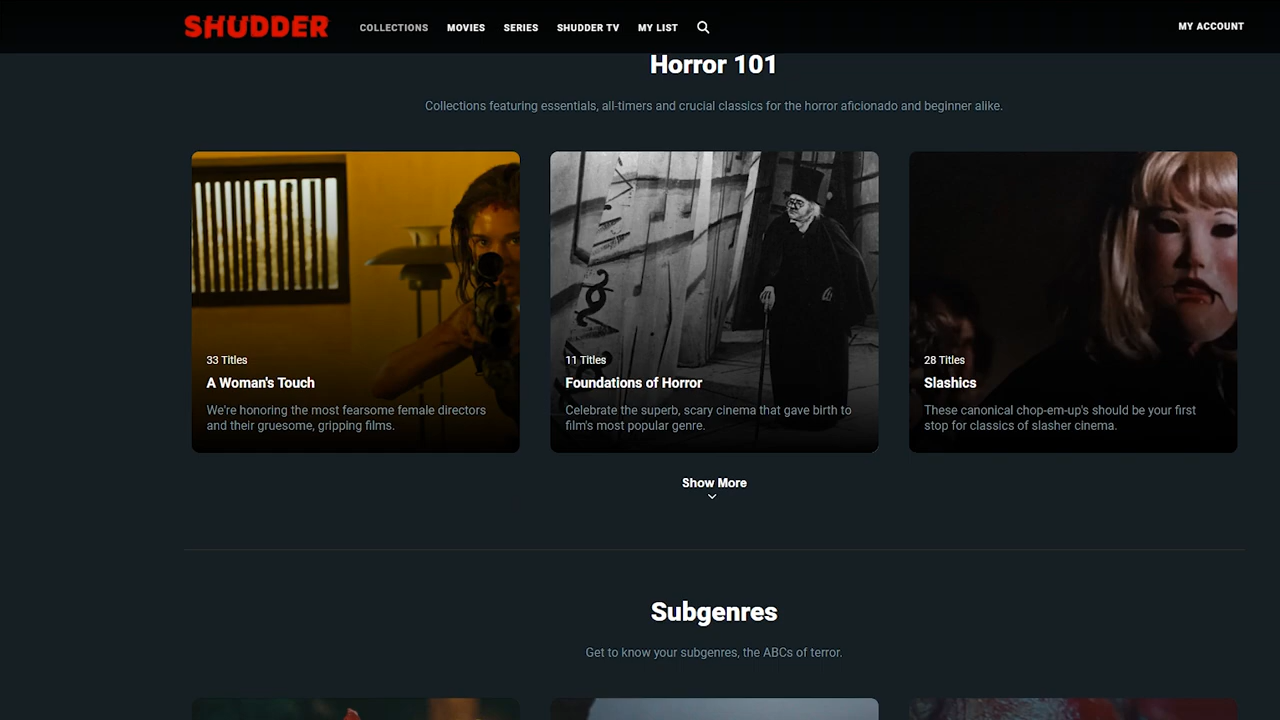 SHUDDER
COLLECTIONS MOVIES SERIES SHUDDER TV MY LIST
MY ACCOUNT
Horror 101
Collections featuring essentials, all-timers and crucial classics for the horror aficionado and beginner alike.
33 Titles
A Woman's Touch
We're honoring the most fearsome female directors
and their gruesome, gripping films.
11 Titles
Foundations of Horror
Celebrate the superb, scary cinema that gave birth to
film's most popular genre.
28 Titles
Slashics
These canonical chop-em-up's should be your first
stop for classics of slasher cinema.
Show More
Subgenres
Get to know your subgenres, the ABCs of terror.